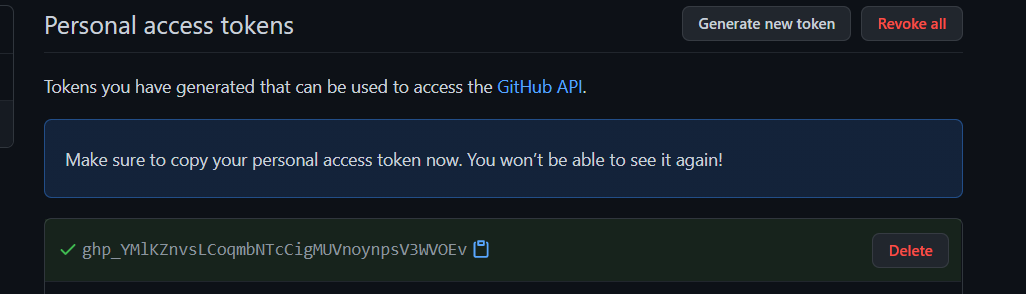 Personal access tokens
Generate new token
Revoke all
Tokens you have generated that can be used to access the GitHub API.
Make sure to copy your personal access token now. You won't be able to see it again!
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
Delete